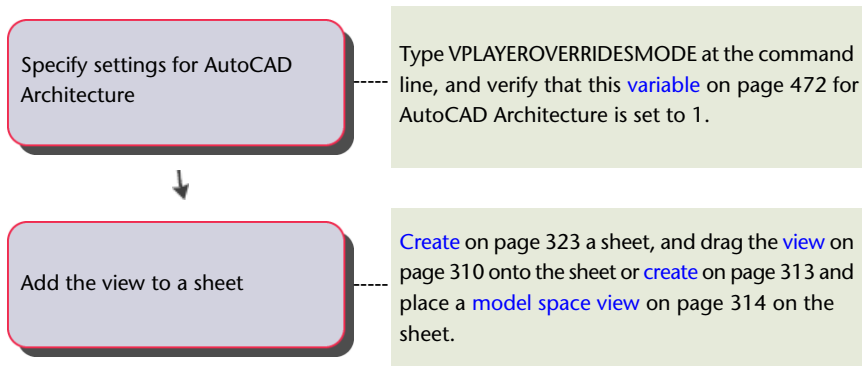 Specify settings for AutoCAD
Architecture
Type VPLAYEROVERRIDESMODE at the command
line, and verify that this variable on page 472 for
AutoCAD Architecture is set to 1.
Add the view to a sheet
Create on page 323 a sheet, and drag the view on
page 310 onto the sheet or create on page 313 and
place a model space view on page 314 on the
sheet.